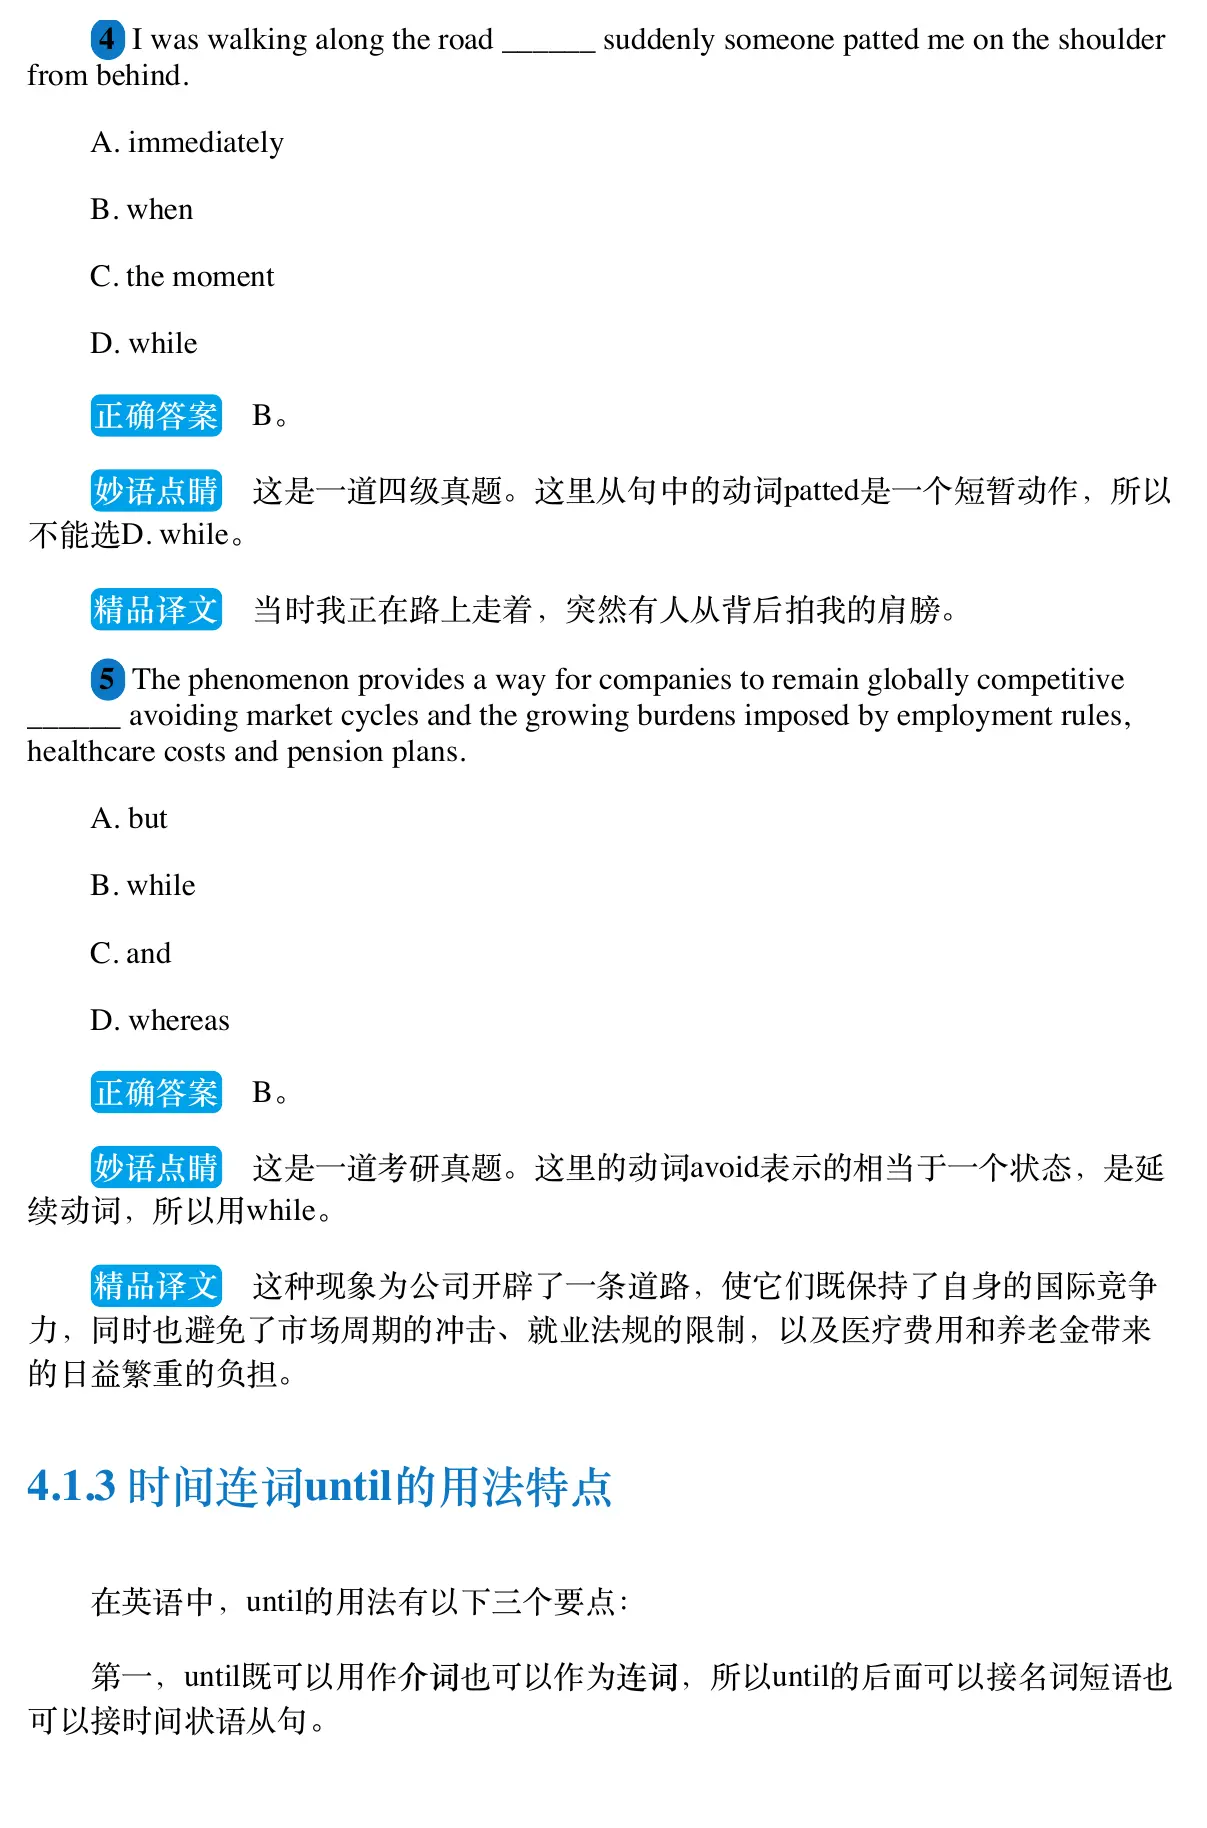 4 I was walking along the road ______ suddenly someone patted me on the shoulder
from behind.
A. immediately
B. when
C. the moment
D. while
正确答案 B。
妙语点睛 这是一道四级真题。这里从句中的动词patted是一个短暂动作，所以
不能选D. while。
精品译文 当时我正在路上走着，突然有人从背后拍我的肩膀。
5 The phenomenon provides a way for companies to remain globally competitive
______ avoiding market cycles and the growing burdens imposed by employment rules,
healthcare costs and pension plans.
A. but
B. while
C. and
D. whereas
正确答案 B。
妙语点睛 这是一道考研真题。这里的动词avoid表示的相当于一个状态，是延
续动词，所以用while。
精品译文 这种现象为公司开辟了一条道路，使它们既保持了自身的国际竞争
力，同时也避免了市场周期的冲击、就业法规的限制，以及医疗费用和养老金带来
的日益繁重的负担。
4.1.3 时间连词until的用法特点
在英语中，until的用法有以下三个要点：
第一，until既可以用作介词也可以作为连词，所以until的后面可以接名词短语也
可以接时间状语从句。